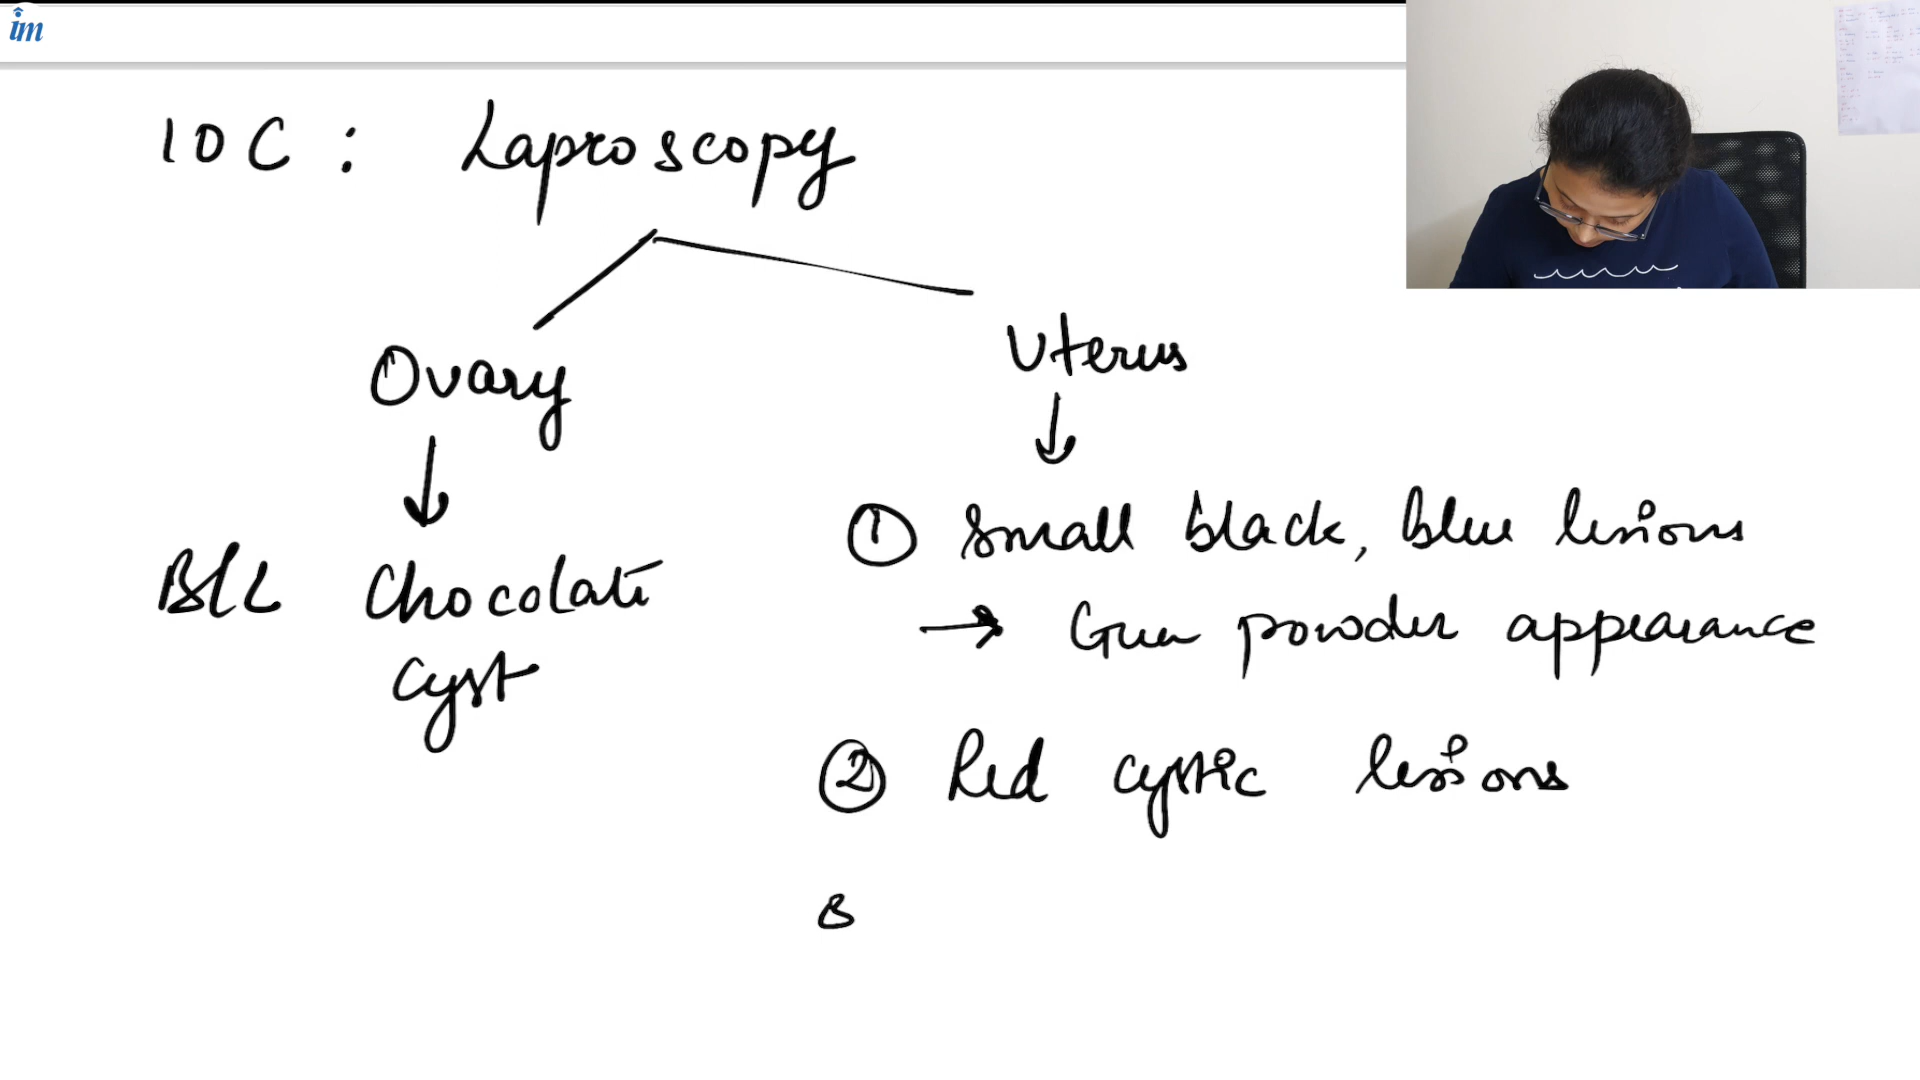 im
IOC : Laproscopy
Ovary
Uterus
B/L Chocolate cyst
① Small black, blue lesions
→ Gun powder appearance
② Red cystic lesions